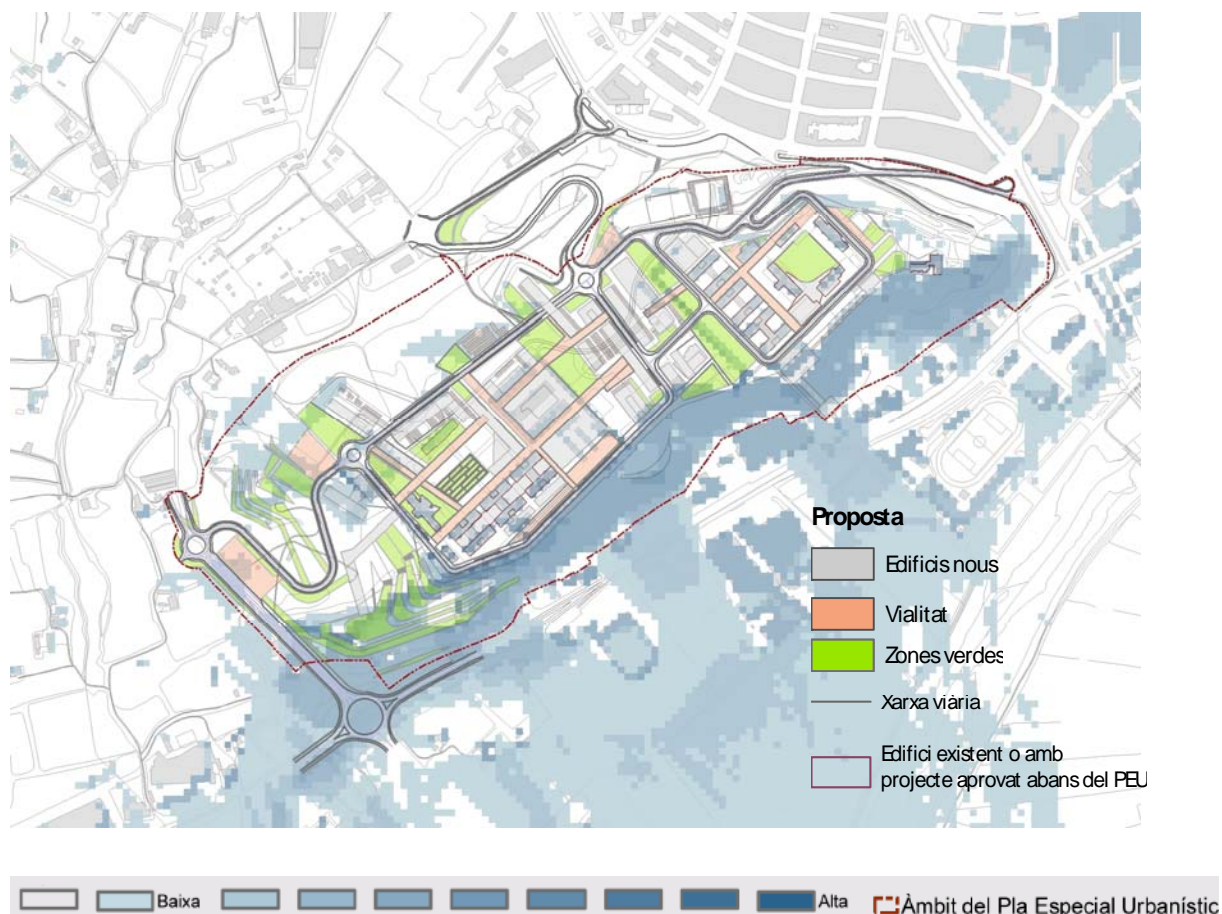 Proposta
Edificis nous
Vialitat
Zones verdes
Xarxa viària
Edifici existent o amb
projecte aprovat abans del PEU
Baixa
Alta
Àmbit del Pla Especial Urbanístic